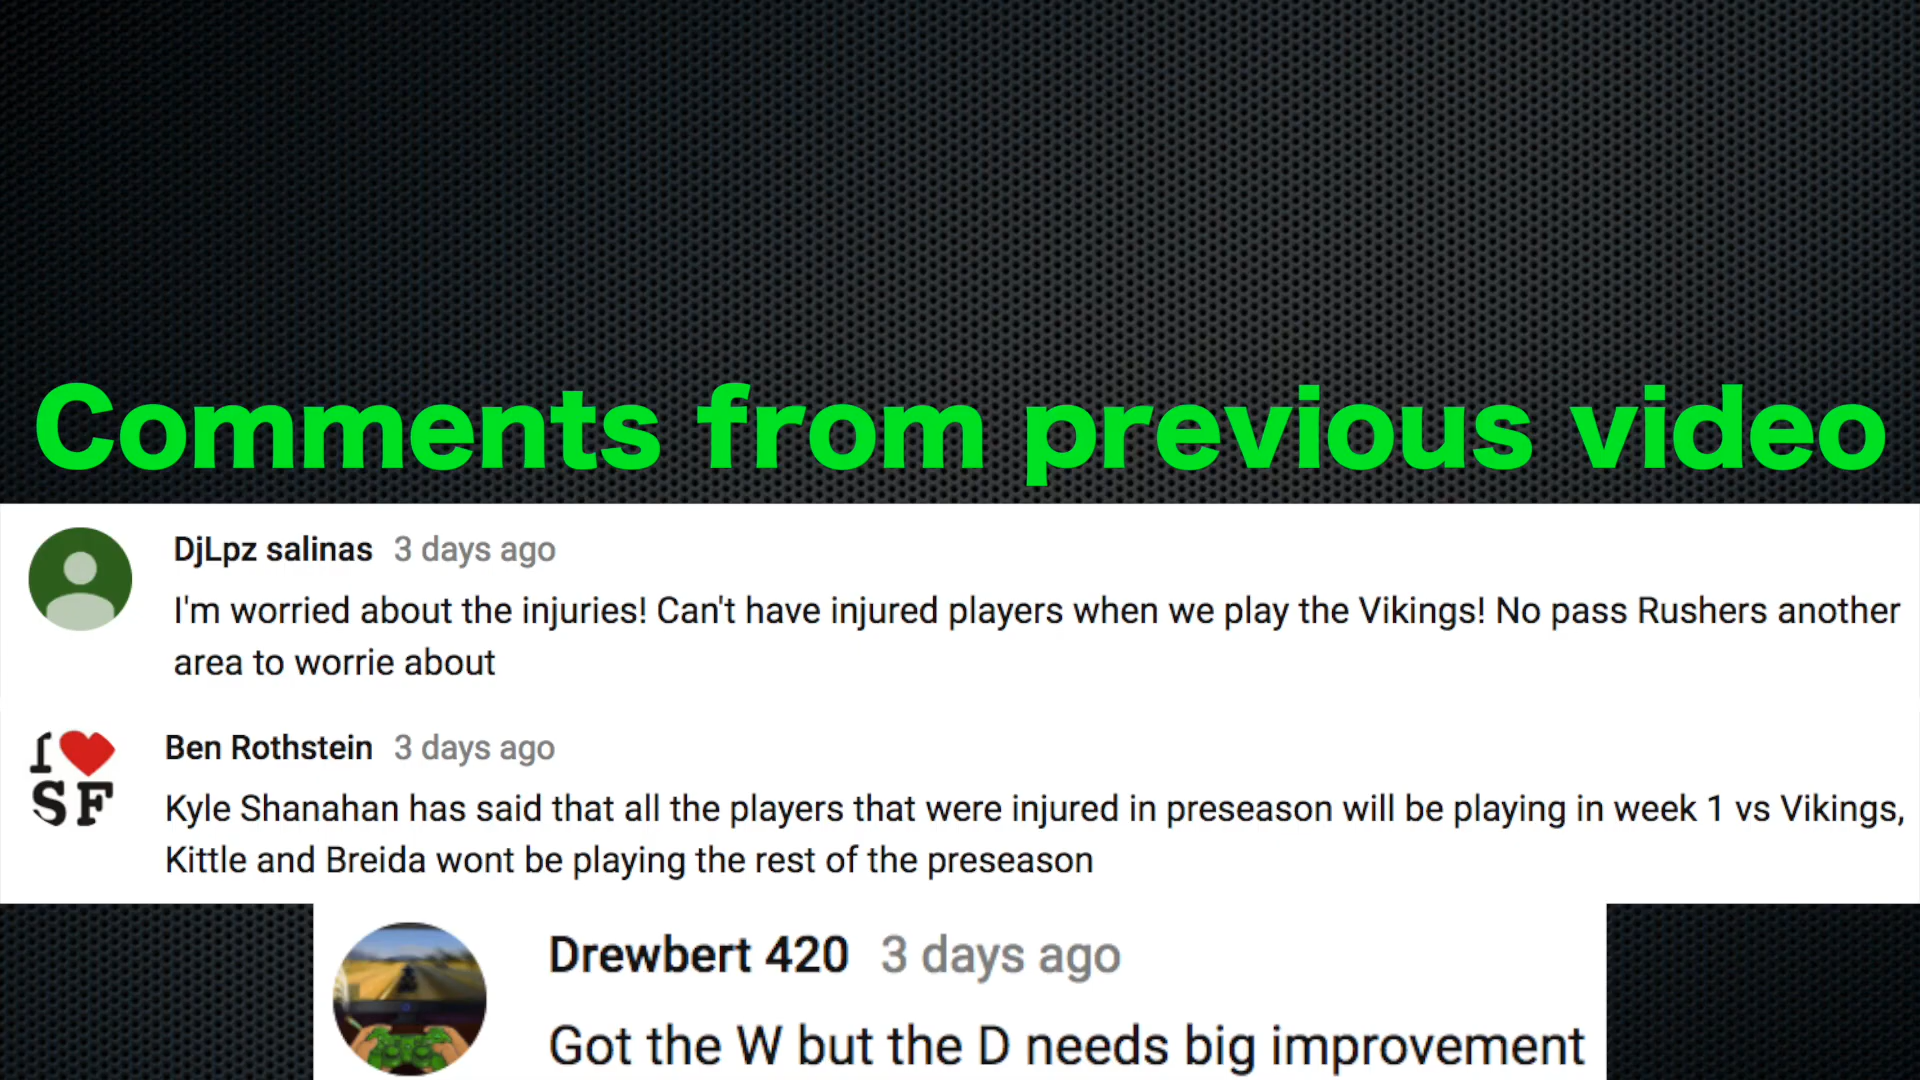 Comments from previous video
DjLpz salinas 3 days ago
I'm worried about the injuries! Can't have injured players when we play the Vikings! No pass Rushers another
area to worrie about
I
SF
Ben Rothstein 3 days ago
Kyle Shanahan has said that all the players that were injured in preseason will be playing in week 1 vs Vikings,
Kittle and Breida wont be playing the rest of the preseason
Drewbert 420 3 days ago
Got the W but the D needs big improvement